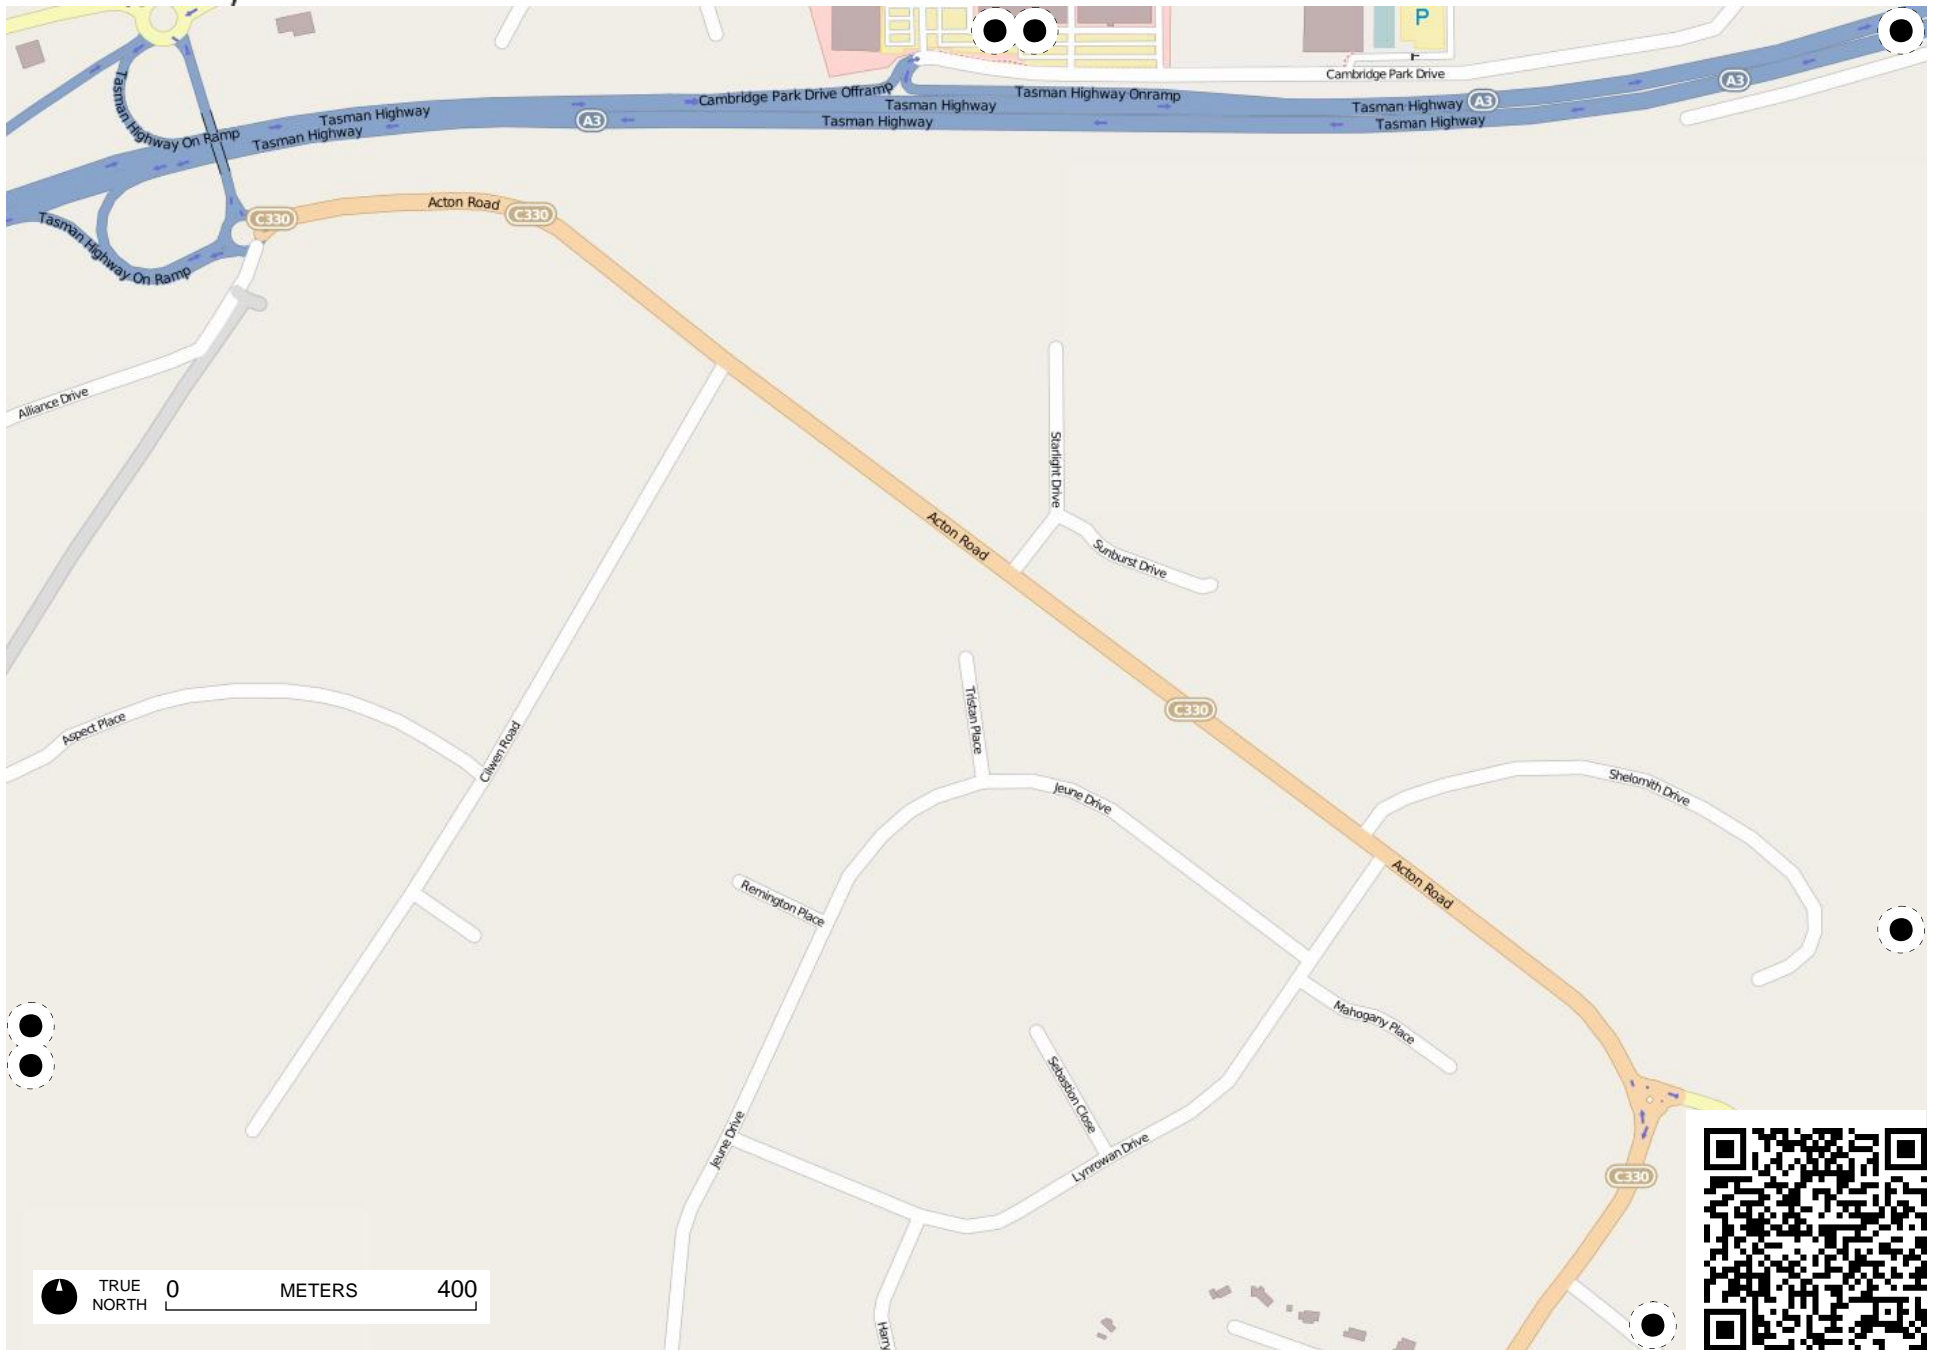 P
Cambridge Park Drive
A3
Tasman Highway On Ramp
Tasman Highway
Tasman Highway
A3
Cambridge Park Drive Offramp
Tasman Highway
Tasman Highway
Tasman Highway Onramp
Tasman Highway
A3
Tasman Highway
Tasman Highway On Ramp
C330
Acton Road
C330
Alliance Drive
Starlight Drive
Acton Road
Sunburst Drive
Tristan Place
C330
Aspect Place
Cilwen Road
Jeune Drive
Shelomith Drive
Remington Place
Acton Road
Mahogany Place
Sebastion Close
Jeune Drive
Lynrowan Drive
C330
Harry
TRUE
NORTH
0 METERS 400